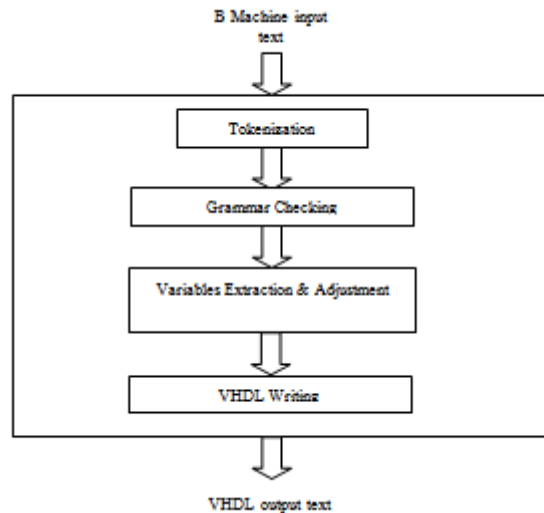 B Machine input
text
Tokenization
Grammar Checking
Variables Extraction & Adjustment
VHDL Writing
VHDL output text